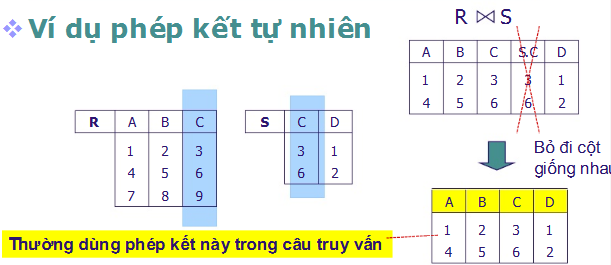 ❖ Ví dụ phép kết tự nhiên
R ⋈ S
A B C S.C D
1 2 3 3 1
4 5 6 6 2
R A B C
1 2 3
4 5 6
7 8 9
S C D
3 1
6 2
Bỏ đi cột
giống nhau
A B C D
1 2 3 1
4 5 6 2
Thường dùng phép kết này trong câu truy vấn